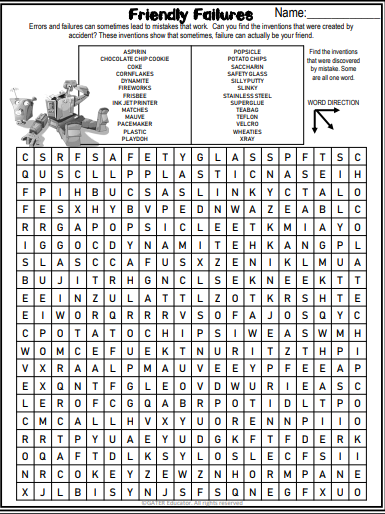 Friendly Failures
Name:
Errors and failures can sometimes lead to mistakes that work. Can you find the inventions that were created by
accident? These inventions show that sometimes, failure can actually be your friend.
ASPIRIN
CHOCOLATE CHIP COOKIE
COKE
CORNFLAKES
DYNAMITE
FIREWORKS
FRISBEE
INK JET PRINTER
MATCHES
MAUVE
PACEMAKER
PLASTIC
PLAYDOH
POPSICLE
POTATO CHIPS
SACCHARIN
SAFETY GLASS
SILLY PUTTY
SLINKY
STAINLESS STEEL
SUPERGLUE
TEABAG
TEFLON
VELCRO
WHEATIES
XRAY
Find the inventions
that were discovered
by mistake. Some
are all one word.
WORD DIRECTION
C S R F S A F E T Y G L A S S P F T S C
Q U S C L L P P L A S T I C N A S E I H
F P I H B U C S A S L I N K Y C T A L O
F E S X H Y B V P E D N W A Z E A B L C
R R G A P O P S I C L E E T K M I A Y O
I G G O C D Y N A M I T E H K A N G P L
S L A S C C A F U S X Z E N I K L M U A
B U J I T R H G N C L S E K N E E K T T
E E I N Z U L A T T L Z O T K R S H T E
E I W O R Q R R R V S O F A J O S Q Y C
C P O T A T O C H I P S I W E A S W M H
W O M C E F U E K T N U R I T Z T H P I
V X R A A L P M A U V E E Y P F E E A P
E X Q N T F G L E O V D W U R I E A S C
L E R O F C G Q A B R P O T I D L T P O
C M C A L L H V X Y U O R E N N P I I O
R R T P Y U A E Y U D G K F T F D E R K
O Q A F T D L K S Y L O S L E C F S I I
N R C O K E Y Z E W Z N H O R M P A N E
X J L B I S Y N J S F S Q N E G F X U O
©GATER Educator. All rights reserved